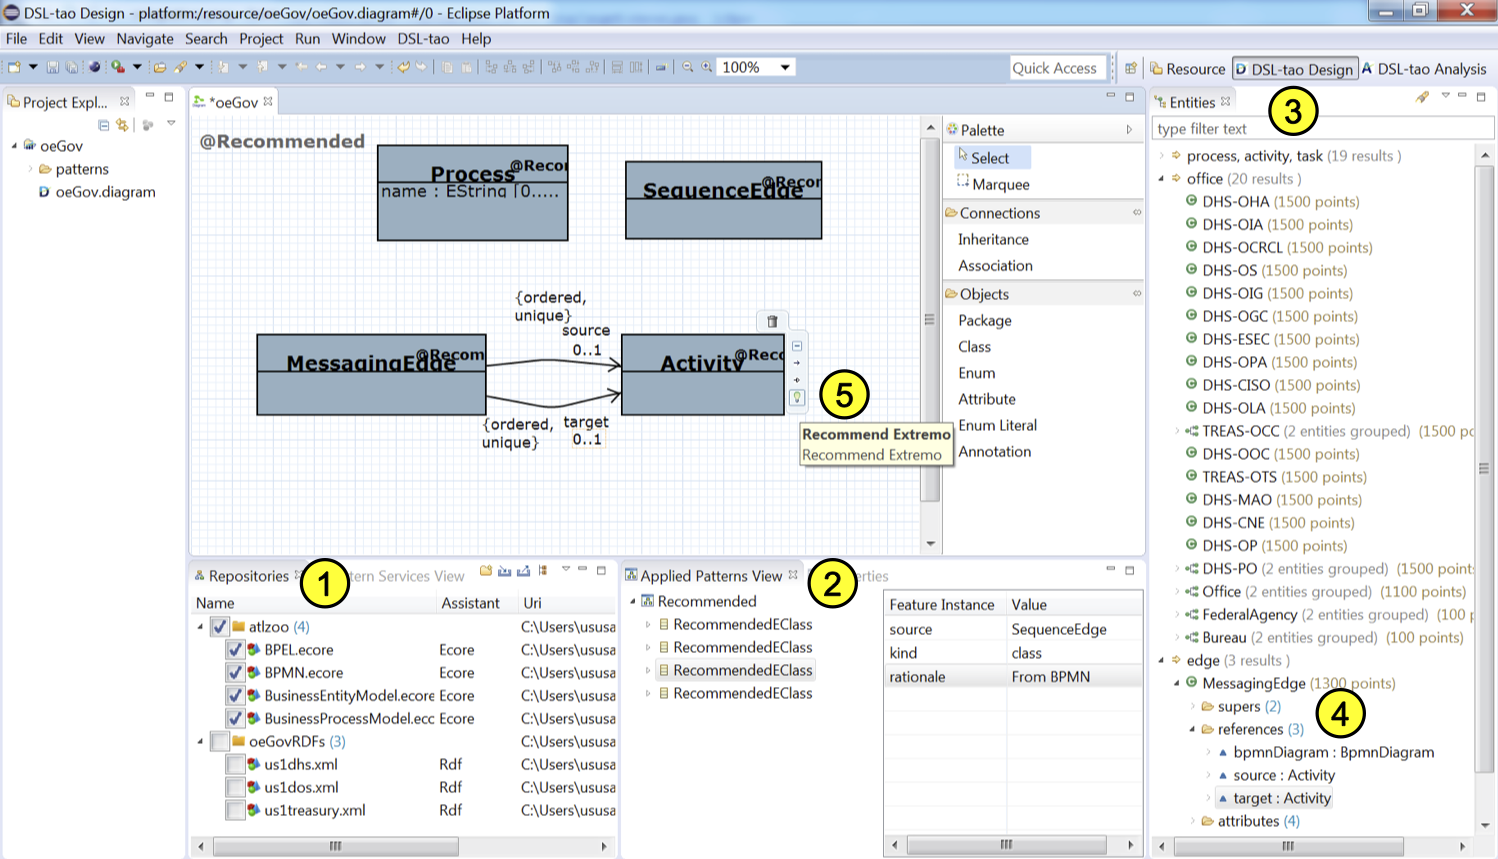 DSL-tao Design - platform:/resource/oeGov/oeGov.diagram#/0 - Eclipse Platform
File Edit View Navigate Search Project Run Window DSL-tao Help
100%
Quick Access
Resource
DSL-tao Design
DSL-tao Analysis
Project Expl...
oeGov
patterns
oeGov.diagram
*oeGov
@Recommended
@Recor
Process
name : EString [0.....
@Recor
SequenceEdge
{ordered,
unique}
source
0..1
@Recom
MessagingEdge
@Recc
Activity
{ordered,
unique}
target
0..1
5
Recommend Extremo
Recommend Extremo
Palette
Select
Marquee
Connections
Inheritance
Association
Objects
Package
Class
Enum
Attribute
Enum Literal
Annotation
Repositories
1
tern Services View
Name Assistant Uri
atlzoo (4) C:\Users\ususa
BPEL.ecore Ecore C:\Users\ususa
BPMN.ecore Ecore C:\Users\ususa
BusinessEntityModel.ecore Ecore C:\Users\ususa
BusinessProcessModel.ecc Ecore C:\Users\ususa
oeGovRDFs (3) C:\Users\ususa
us1dhs.xml Rdf C:\Users\ususa
us1dos.xml Rdf C:\Users\ususa
us1treasury.xml Rdf C:\Users\ususa
Applied Patterns View
2
erties
Recommended
RecommendedEClass
RecommendedEClass
RecommendedEClass
RecommendedEClass
Feature Instance Value
source SequenceEdge
kind class
rationale From BPMN
Entities
3
type filter text
process, activity, task (19 results )
office (20 results )
DHS-OHA (1500 points)
DHS-OIA (1500 points)
DHS-OCRCL (1500 points)
DHS-OS (1500 points)
DHS-OIG (1500 points)
DHS-OGC (1500 points)
DHS-ESEC (1500 points)
DHS-OPA (1500 points)
DHS-CISO (1500 points)
DHS-OLA (1500 points)
TREAS-OCC (2 entities grouped) (1500 pc
DHS-OOC (1500 points)
TREAS-OTS (1500 points)
DHS-MAO (1500 points)
DHS-CNE (1500 points)
DHS-OP (1500 points)
DHS-PO (2 entities grouped) (1500 point
Office (2 entities grouped) (1100 points)
FederalAgency (2 entities grouped) (100 p
Bureau (2 entities grouped) (100 points)
edge (3 results )
MessagingEdge (1300 points)
supers (2)
4
references (3)
bpmnDiagram : BpmnDiagram
source : Activity
target : Activity
attributes (4)